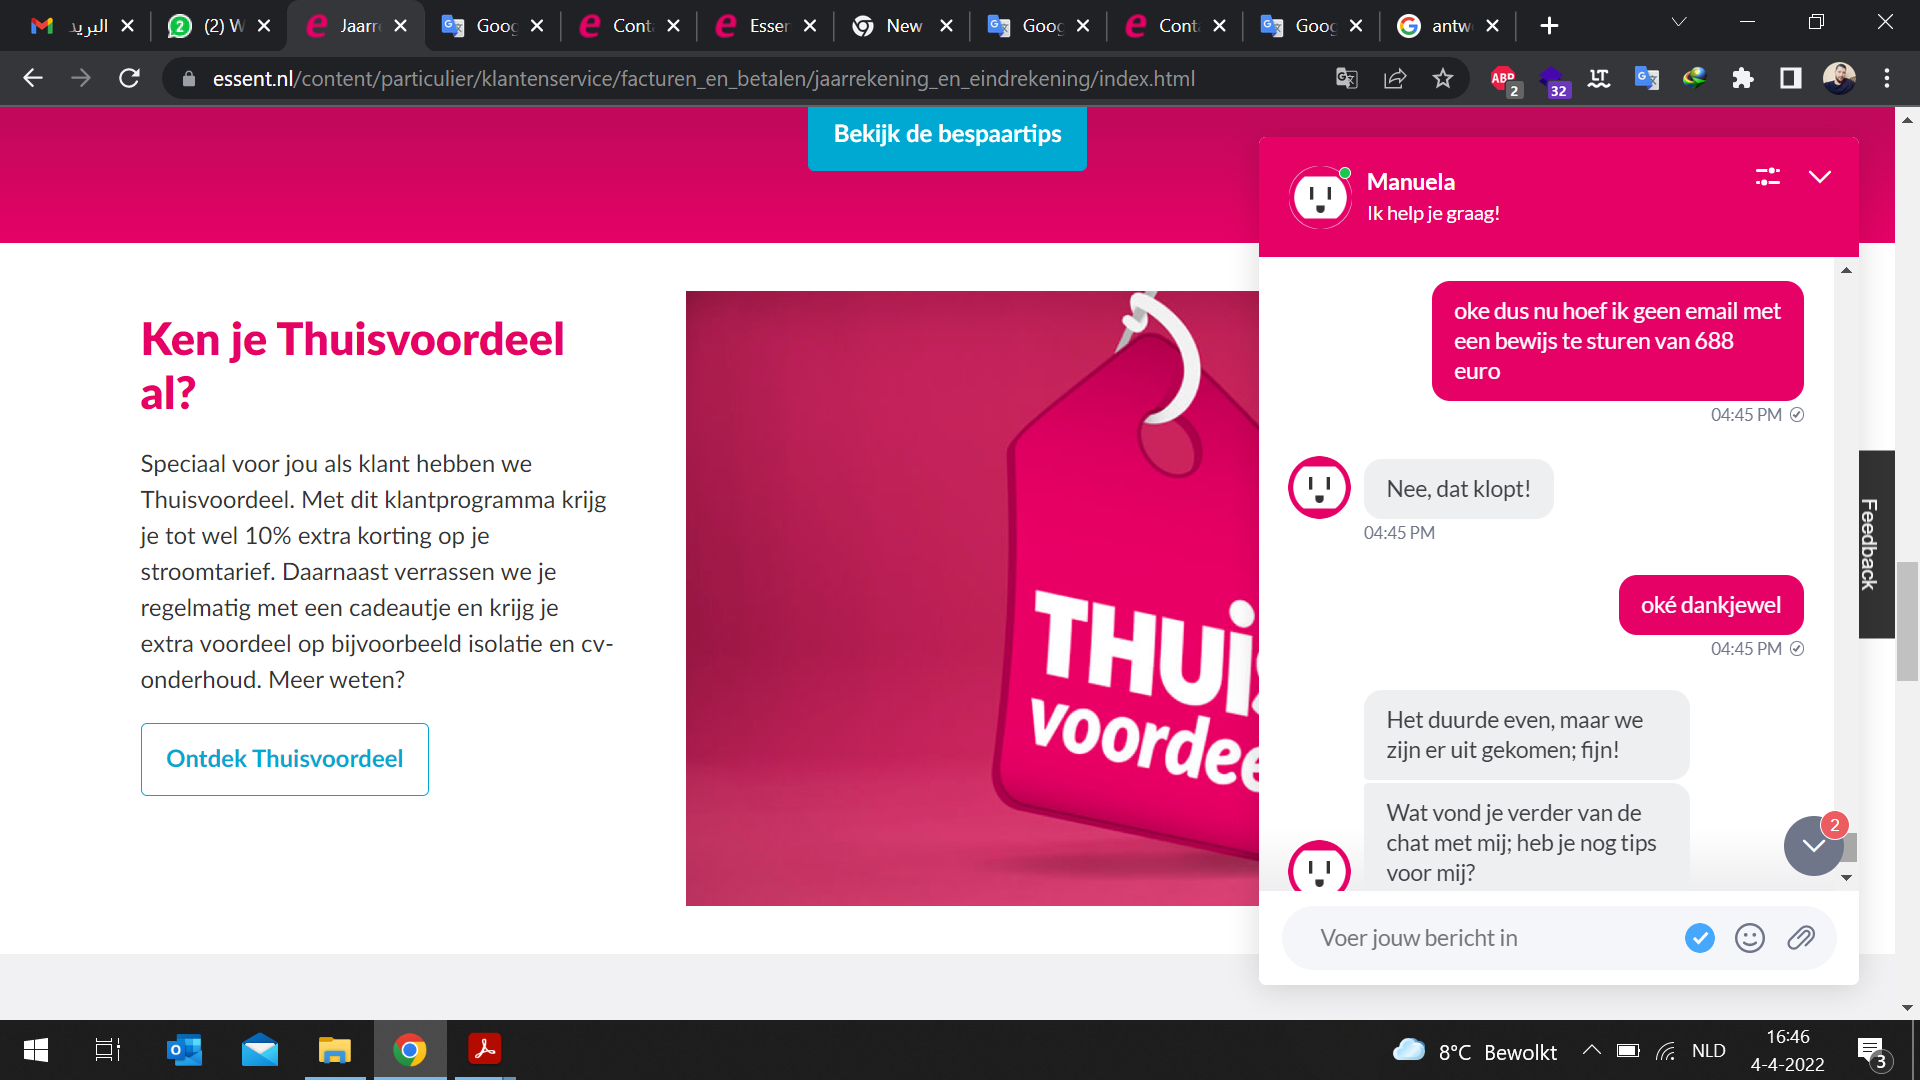 البريد
(2) W
Jaarr
Goog
Conta
Essen
New
Goog
Conta
Goog
antw
essent.nl/content/particulier/klantenservice/facturen_en_betalen/jaarrekening_en_eindrekening/index.html
ABP
2
32
LT
Bekijk de bespaartips
Ken je Thuisvoordeel
al?
Speciaal voor jou als klant hebben we
Thuisvoordeel. Met dit klantprogramma krijg
je tot wel 10% extra korting op je
stroomtarief. Daarnaast verrassen we je
regelmatig met een cadeautje en krijg je
extra voordeel op bijvoorbeeld isolatie en cv-
onderhoud. Meer weten?
Ontdek Thuisvoordeel
THUIS
voordee
Manuela
Ik help je graag!
oke dus nu hoef ik geen email met
een bewijs te sturen van 688
euro
04:45 PM
Nee, dat klopt!
04:45 PM
oké dankjewel
04:45 PM
Het duurde even, maar we
zijn er uit gekomen; fijn!
Wat vond je verder van de
chat met mij; heb je nog tips
voor mij?
2
Voer jouw bericht in
Feedback
8°C Bewolkt
NLD
16:46
4-4-2022
3